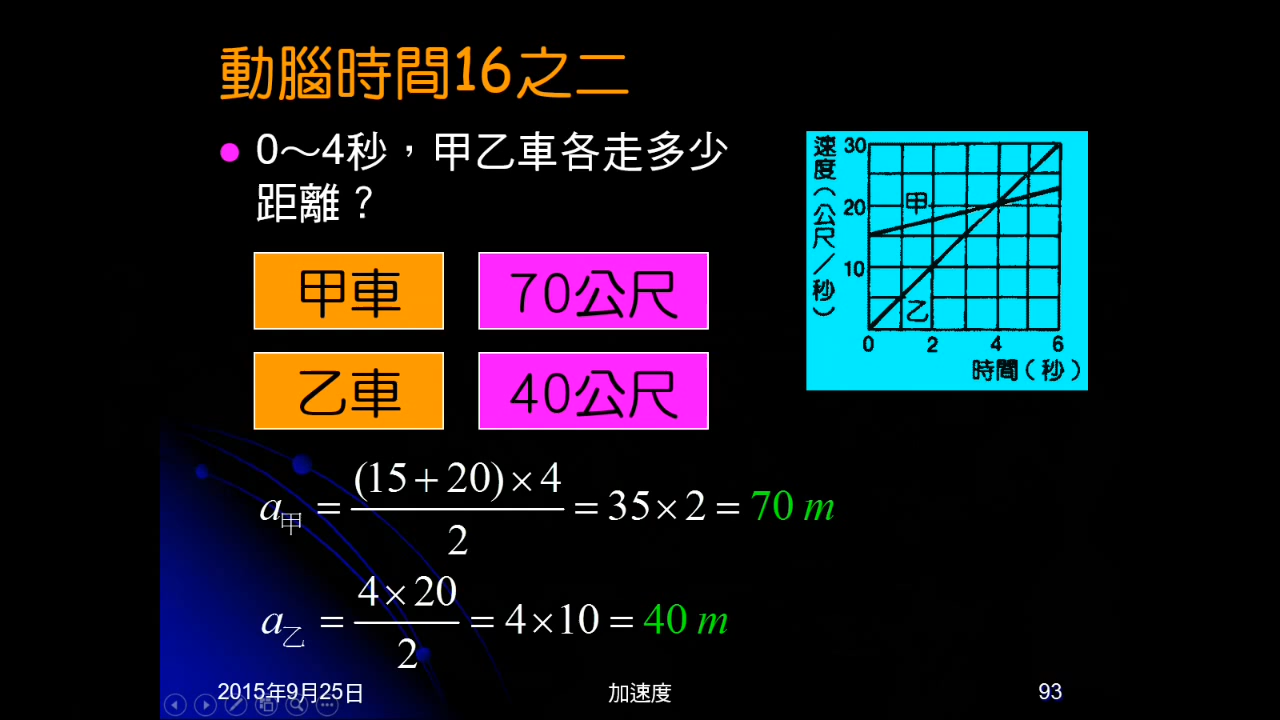 動腦時間16之二
0～4秒，甲乙車各走多少
距離？
甲車 70公尺
乙車 40公尺
速度（公尺／秒）
30
20
10
甲
乙
0 2 4 6
時間（秒）
a甲 = (15 + 20) × 4 / 2 = 35 × 2 = 70 m
a乙 = 4 × 20 / 2 = 4 × 10 = 40 m
2015年9月25日 加速度 93